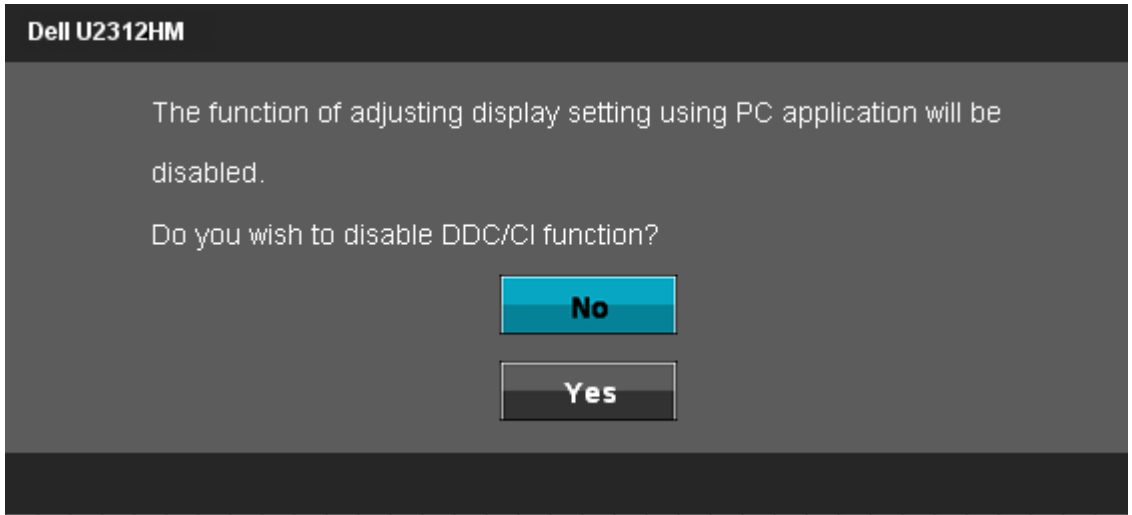 Dell U2312HM
The function of adjusting display setting using PC application will be
disabled.
Do you wish to disable DDC/CI function?
No
Yes